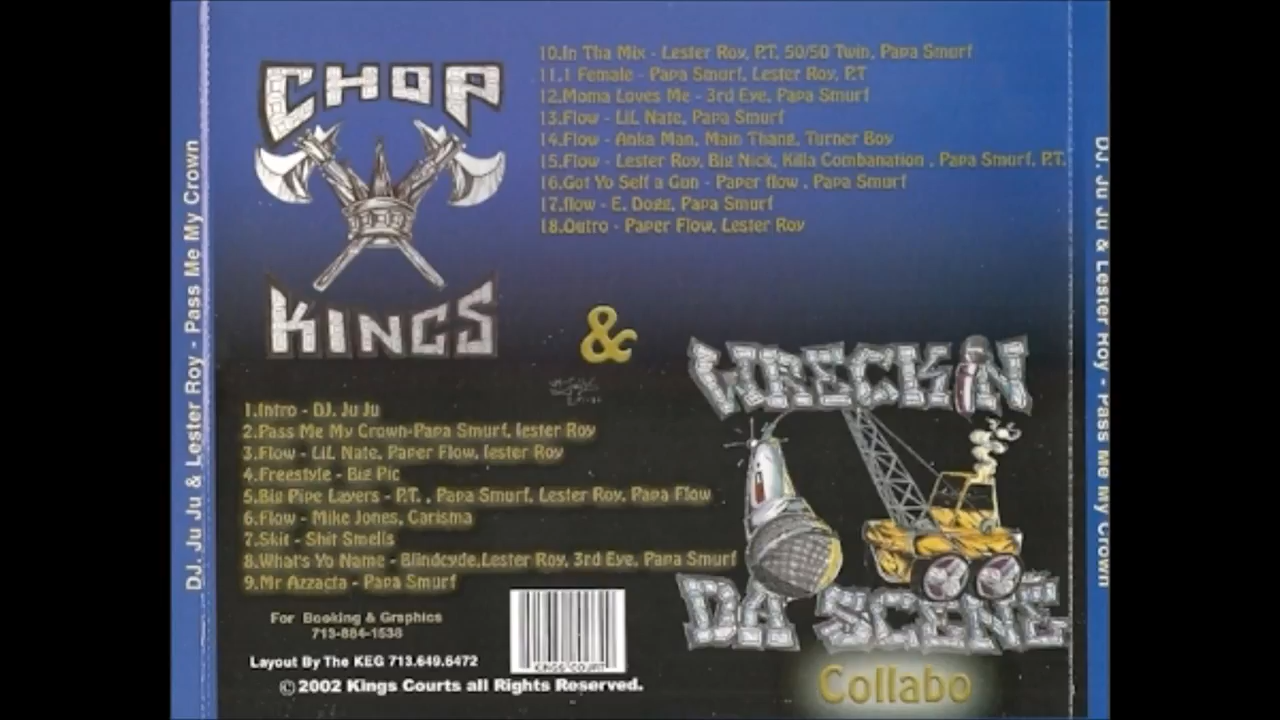 DJ. Ju Ju & Lester Roy - Pass Me My Crown
CHOP
KINGS
10.In Tha Mix - Lester Roy, P.T, 50/50 Twin, Papa Smurf
11.1 Female - Papa Smurf, Lester Roy, P.T
12.Moma Loves Me - 3rd Eye, Papa Smurf
13.Flow - LiL Nate, Papa Smurf
14.Flow - Anka Man, Main Thang, Turner Boy
15.Flow - Lester Roy, Big Nick, Killa Combanation , Papa Smurf, P.T.
16.Got Yo Self a Gun - Paper flow , Papa Smurf
17.flow - E. Dogg, Papa Smurf
18.Outro - Paper Flow, Lester Roy
&
WRECKIN
DA SCENE
Collabo
1.Intro - DJ. Ju Ju
2.Pass Me My Crown-Papa Smurf, lester Roy
3.Flow - LiL Nate, Paper Flow, lester Roy
4.Freestyle - Big Pic
5.Big Pipe Layers - P.T. , Papa Smurf, Lester Roy, Papa Flow
6.Flow - Mike Jones, Carisma
7.Skit - Shit Smells
8.What's Yo Name - Blindcyde,Lester Roy, 3rd Eye, Papa Smurf
9.Mr Azzacta - Papa Smurf
For Booking & Graphics
713-884-1538
Layout By The KEG 713.649.6472
KINGS COURT
© 2002 Kings Courts all Rights Reserved.
DJ. Ju Ju & Lester Roy - Pass Me My Crown